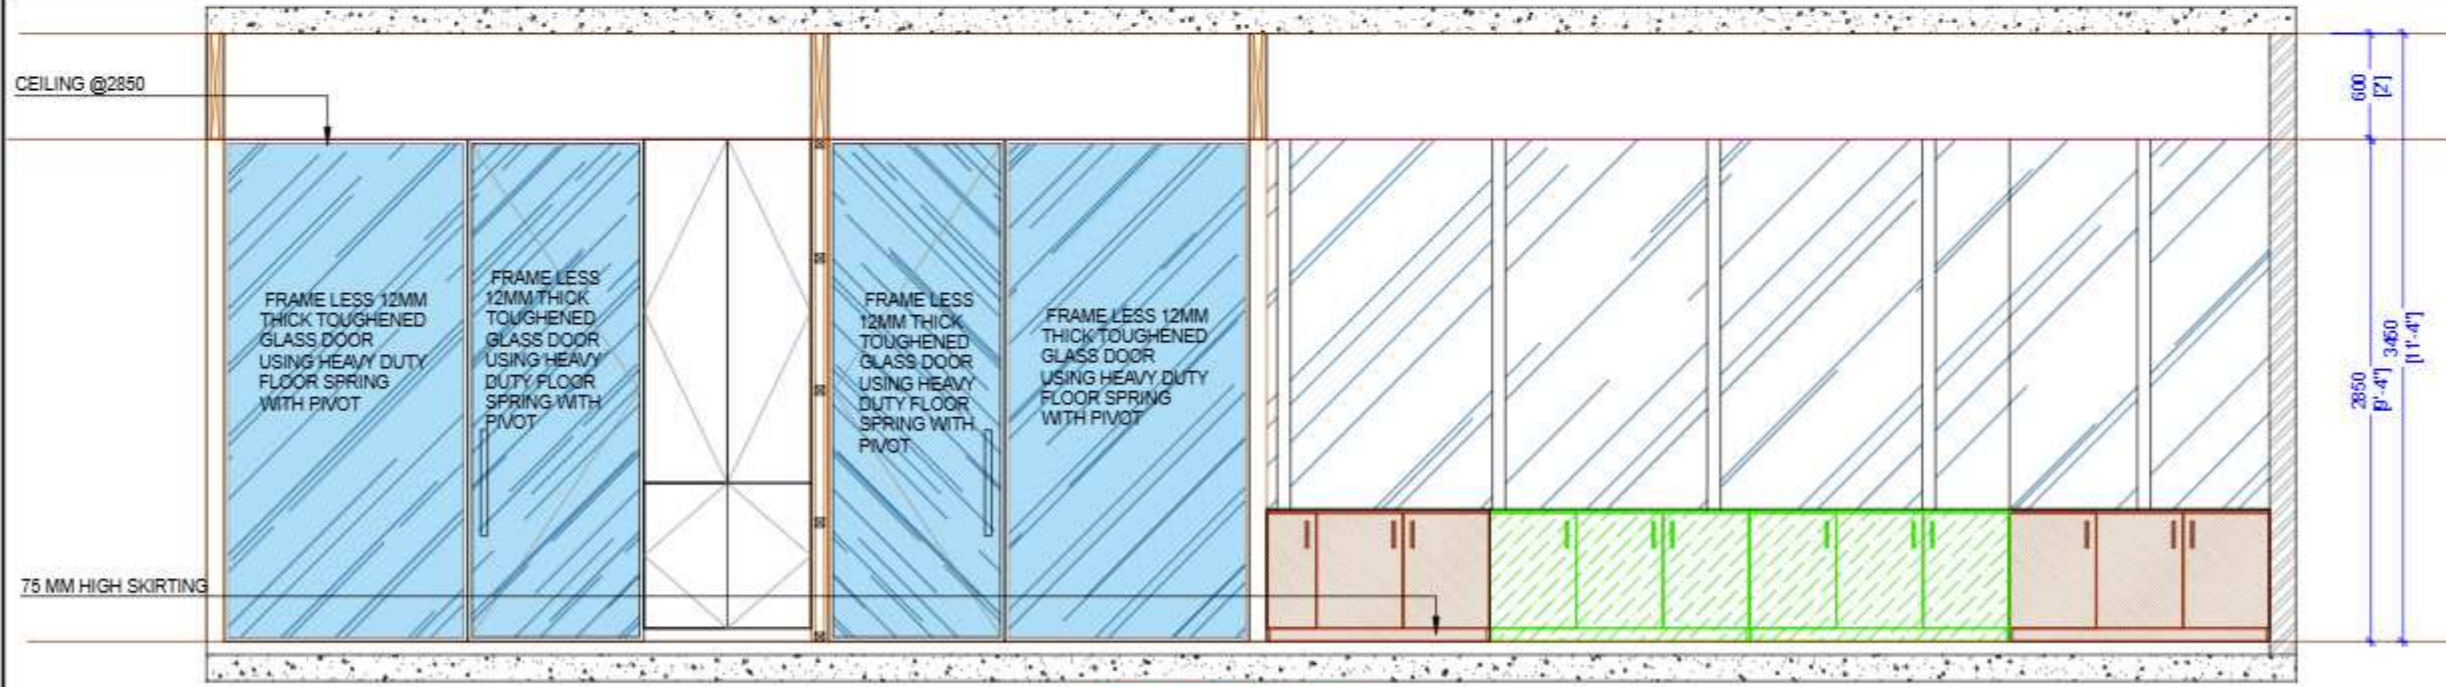 CEILING @2850
FRAME LESS 12MM
THICK TOUGHENED
GLASS DOOR
USING HEAVY DUTY
FLOOR SPRING
WITH PIVOT
FRAME LESS
12MM THICK
TOUGHENED
GLASS DOOR
USING HEAVY
DUTY FLOOR
SPRING WITH
PIVOT
FRAME LESS
12MM THICK
TOUGHENED
GLASS DOOR
USING HEAVY
DUTY FLOOR
SPRING WITH
PIVOT
FRAME LESS 12MM
THICK TOUGHENED
GLASS DOOR
USING HEAVY DUTY
FLOOR SPRING
WITH PIVOT
75 MM HIGH SKIRTING
600
[2']
2850
[9'-4"]
3450
[11'-4"]